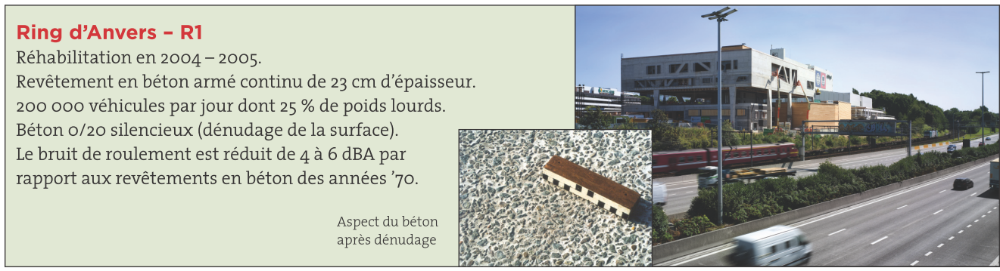 Ring d’Anvers – R1
Réhabilitation en 2004 – 2005.
Revêtement en béton armé continu de 23 cm d’épaisseur.
200 000 véhicules par jour dont 25 % de poids lourds.
Béton 0/20 silencieux (dénudage de la surface).
Le bruit de roulement est réduit de 4 à 6 dBA par
rapport aux revêtements en béton des années ’70.
Aspect du béton
après dénudage